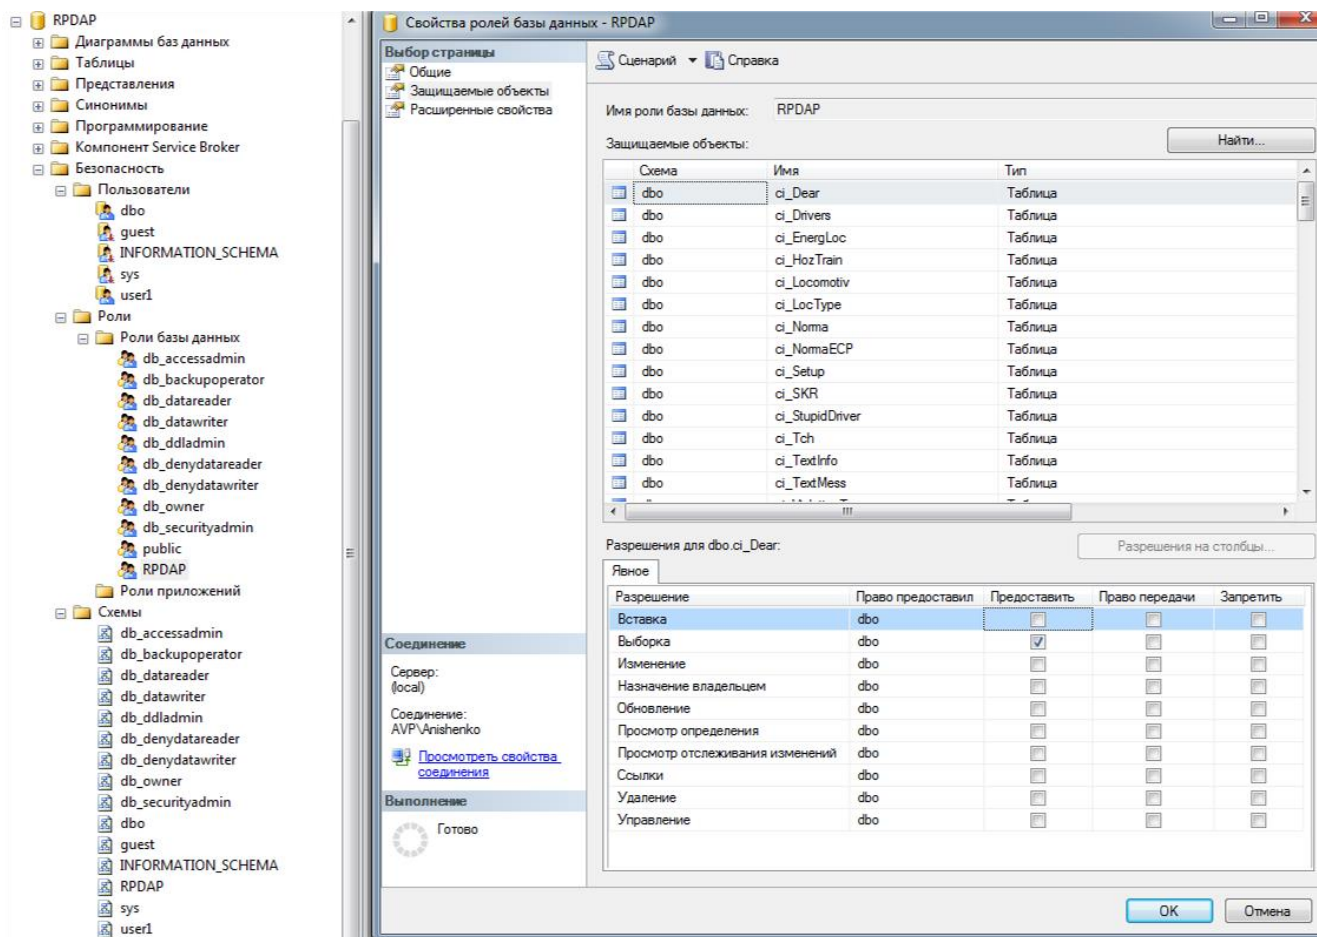 RPDAP
Диаграммы баз данных
Таблицы
Представления
Синонимы
Программирование
Компонент Service Broker
Безопасность
Пользователи
dbo
guest
INFORMATION_SCHEMA
sys
user1
Роли
Роли базы данных
db_accessadmin
db_backupoperator
db_datareader
db_datawriter
db_ddladmin
db_denydatareader
db_denydatawriter
db_owner
db_securityadmin
public
RPDAP
Роли приложений
Схемы
db_accessadmin
db_backupoperator
db_datareader
db_datawriter
db_ddladmin
db_denydatareader
db_denydatawriter
db_owner
db_securityadmin
dbo
guest
INFORMATION_SCHEMA
RPDAP
sys
user1
Свойства ролей базы данных - RPDAP
Выбор страницы
Общие
Защищаемые объекты
Расширенные свойства
Соединение
Сервер:
(local)
Соединение:
AVP\Anishenko
Просмотреть свойства
соединения
Выполнение
Готово
Сценарий Справка
Имя роли базы данных: RPDAP
Защищаемые объекты: Найти...
Схема Имя Тип
dbo ci_Dear Таблица
dbo ci_Drivers Таблица
dbo ci_EnergLoc Таблица
dbo ci_HozTrain Таблица
dbo ci_Locomotiv Таблица
dbo ci_LocType Таблица
dbo ci_Norma Таблица
dbo ci_NormaECP Таблица
dbo ci_Setup Таблица
dbo ci_SKR Таблица
dbo ci_StupidDriver Таблица
dbo ci_Tch Таблица
dbo ci_TextInfo Таблица
dbo ci_TextMess Таблица
Разрешения для dbo.ci_Dear: Разрешения на столбцы...
Явное
Разрешение Право предоставил Предоставить Право передачи Запретить
Вставка dbo
Выборка dbo
Изменение dbo
Назначение владельцем dbo
Обновление dbo
Просмотр определения dbo
Просмотр отслеживания изменений dbo
Ссылки dbo
Удаление dbo
Управление dbo
OK Отмена